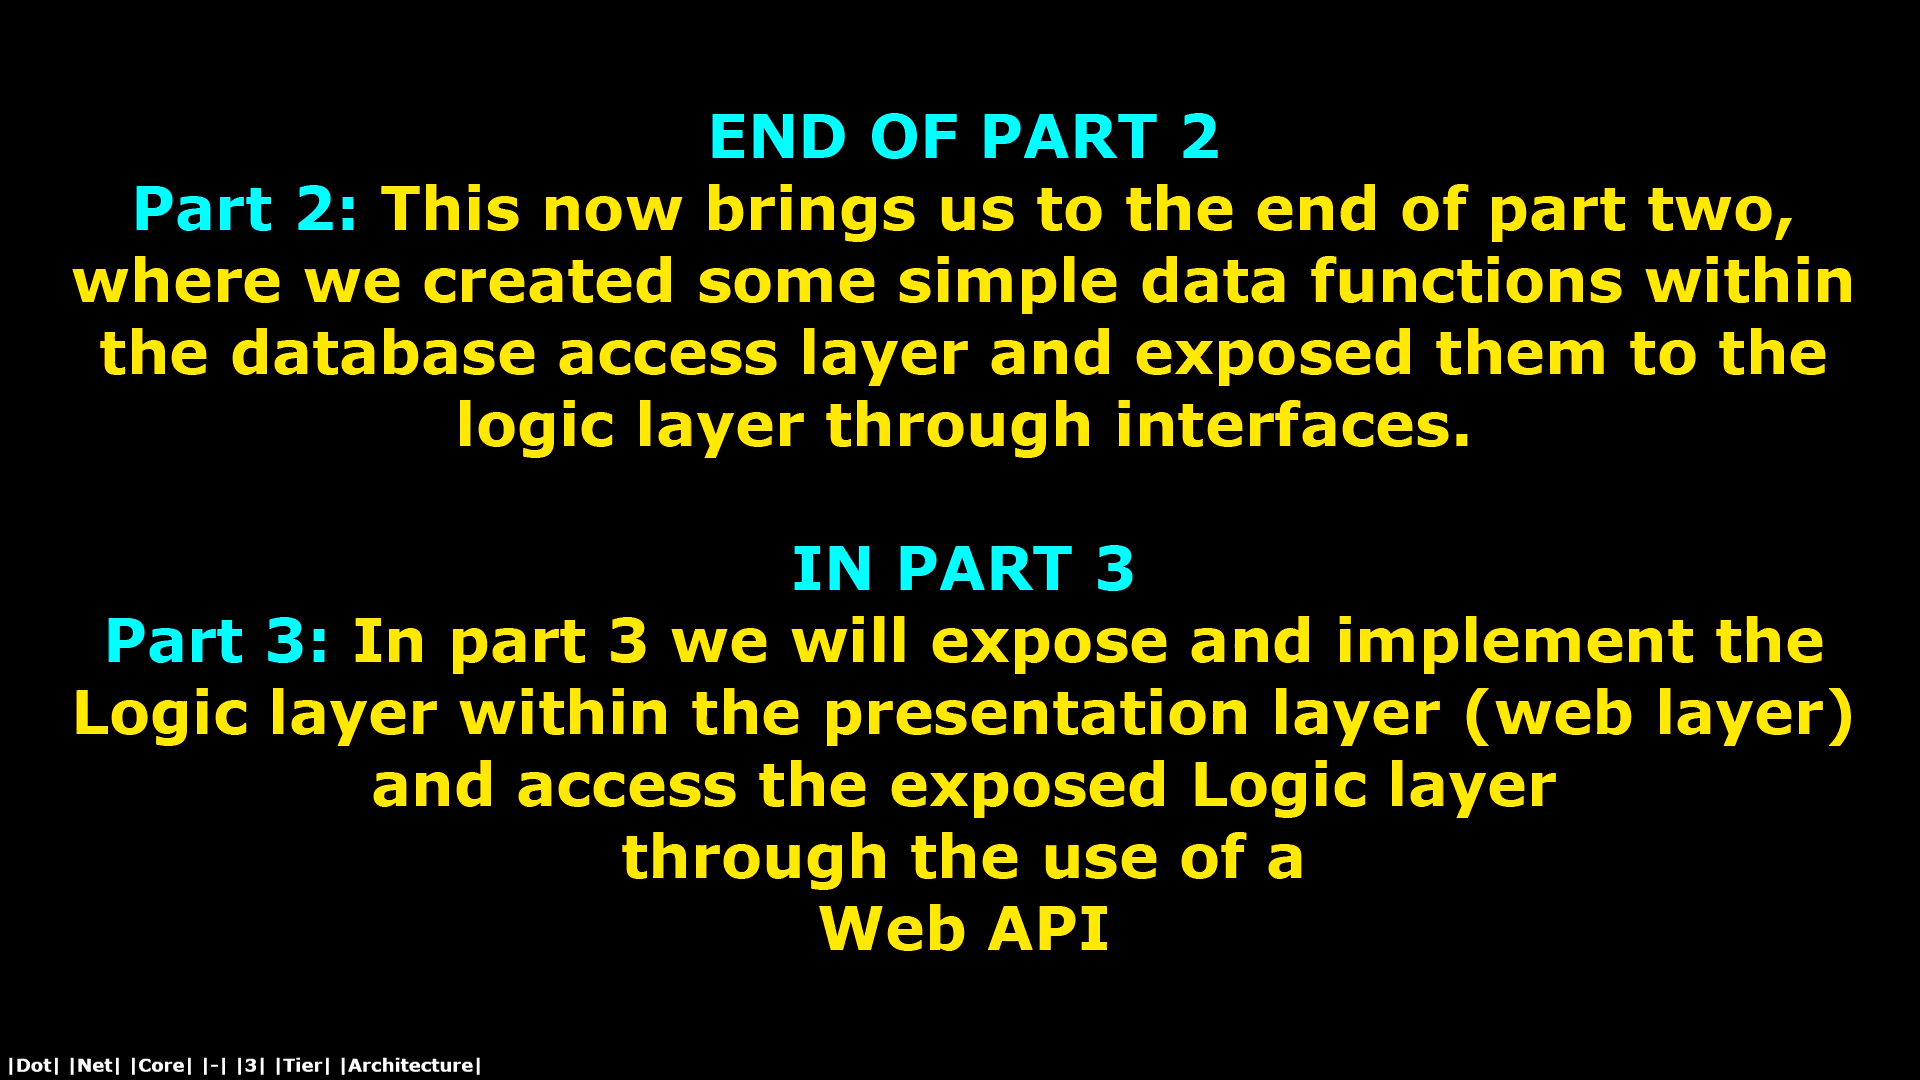 END OF PART 2
Part 2: This now brings us to the end of part two,
where we created some simple data functions within
the database access layer and exposed them to the
logic layer through interfaces.
IN PART 3
Part 3: In part 3 we will expose and implement the
Logic layer within the presentation layer (web layer)
and access the exposed Logic layer
through the use of a
Web API
|Dot| |Net| |Core| |-| |3| |Tier| |Architecture|